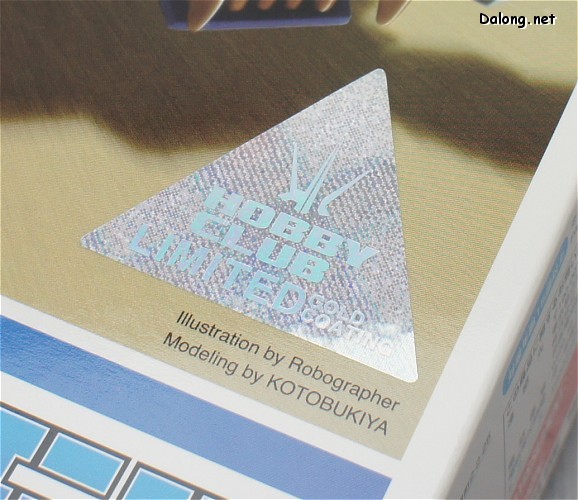 Dalong.net
HOBBY
CLUB
LIMITED GOLD
COATING
Illustration by Robographer
Modeling by KOTOBUKIYA